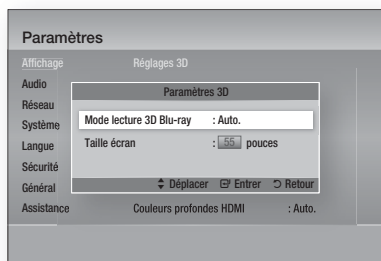 Paramètres
Affichage Réglages 3D
Audio
Paramètres 3D
Réseau
Mode lecture 3D Blu-ray : Auto.
Système
Langue
Taille écran : 55 pouces
Sécurité
Général
Déplacer Entrer Retour
Assistance
Couleurs profondes HDMI : Auto.